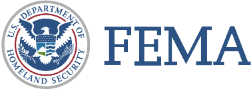 U.S. DEPARTMENT OF
HOMELAND SECURITY
FEMA